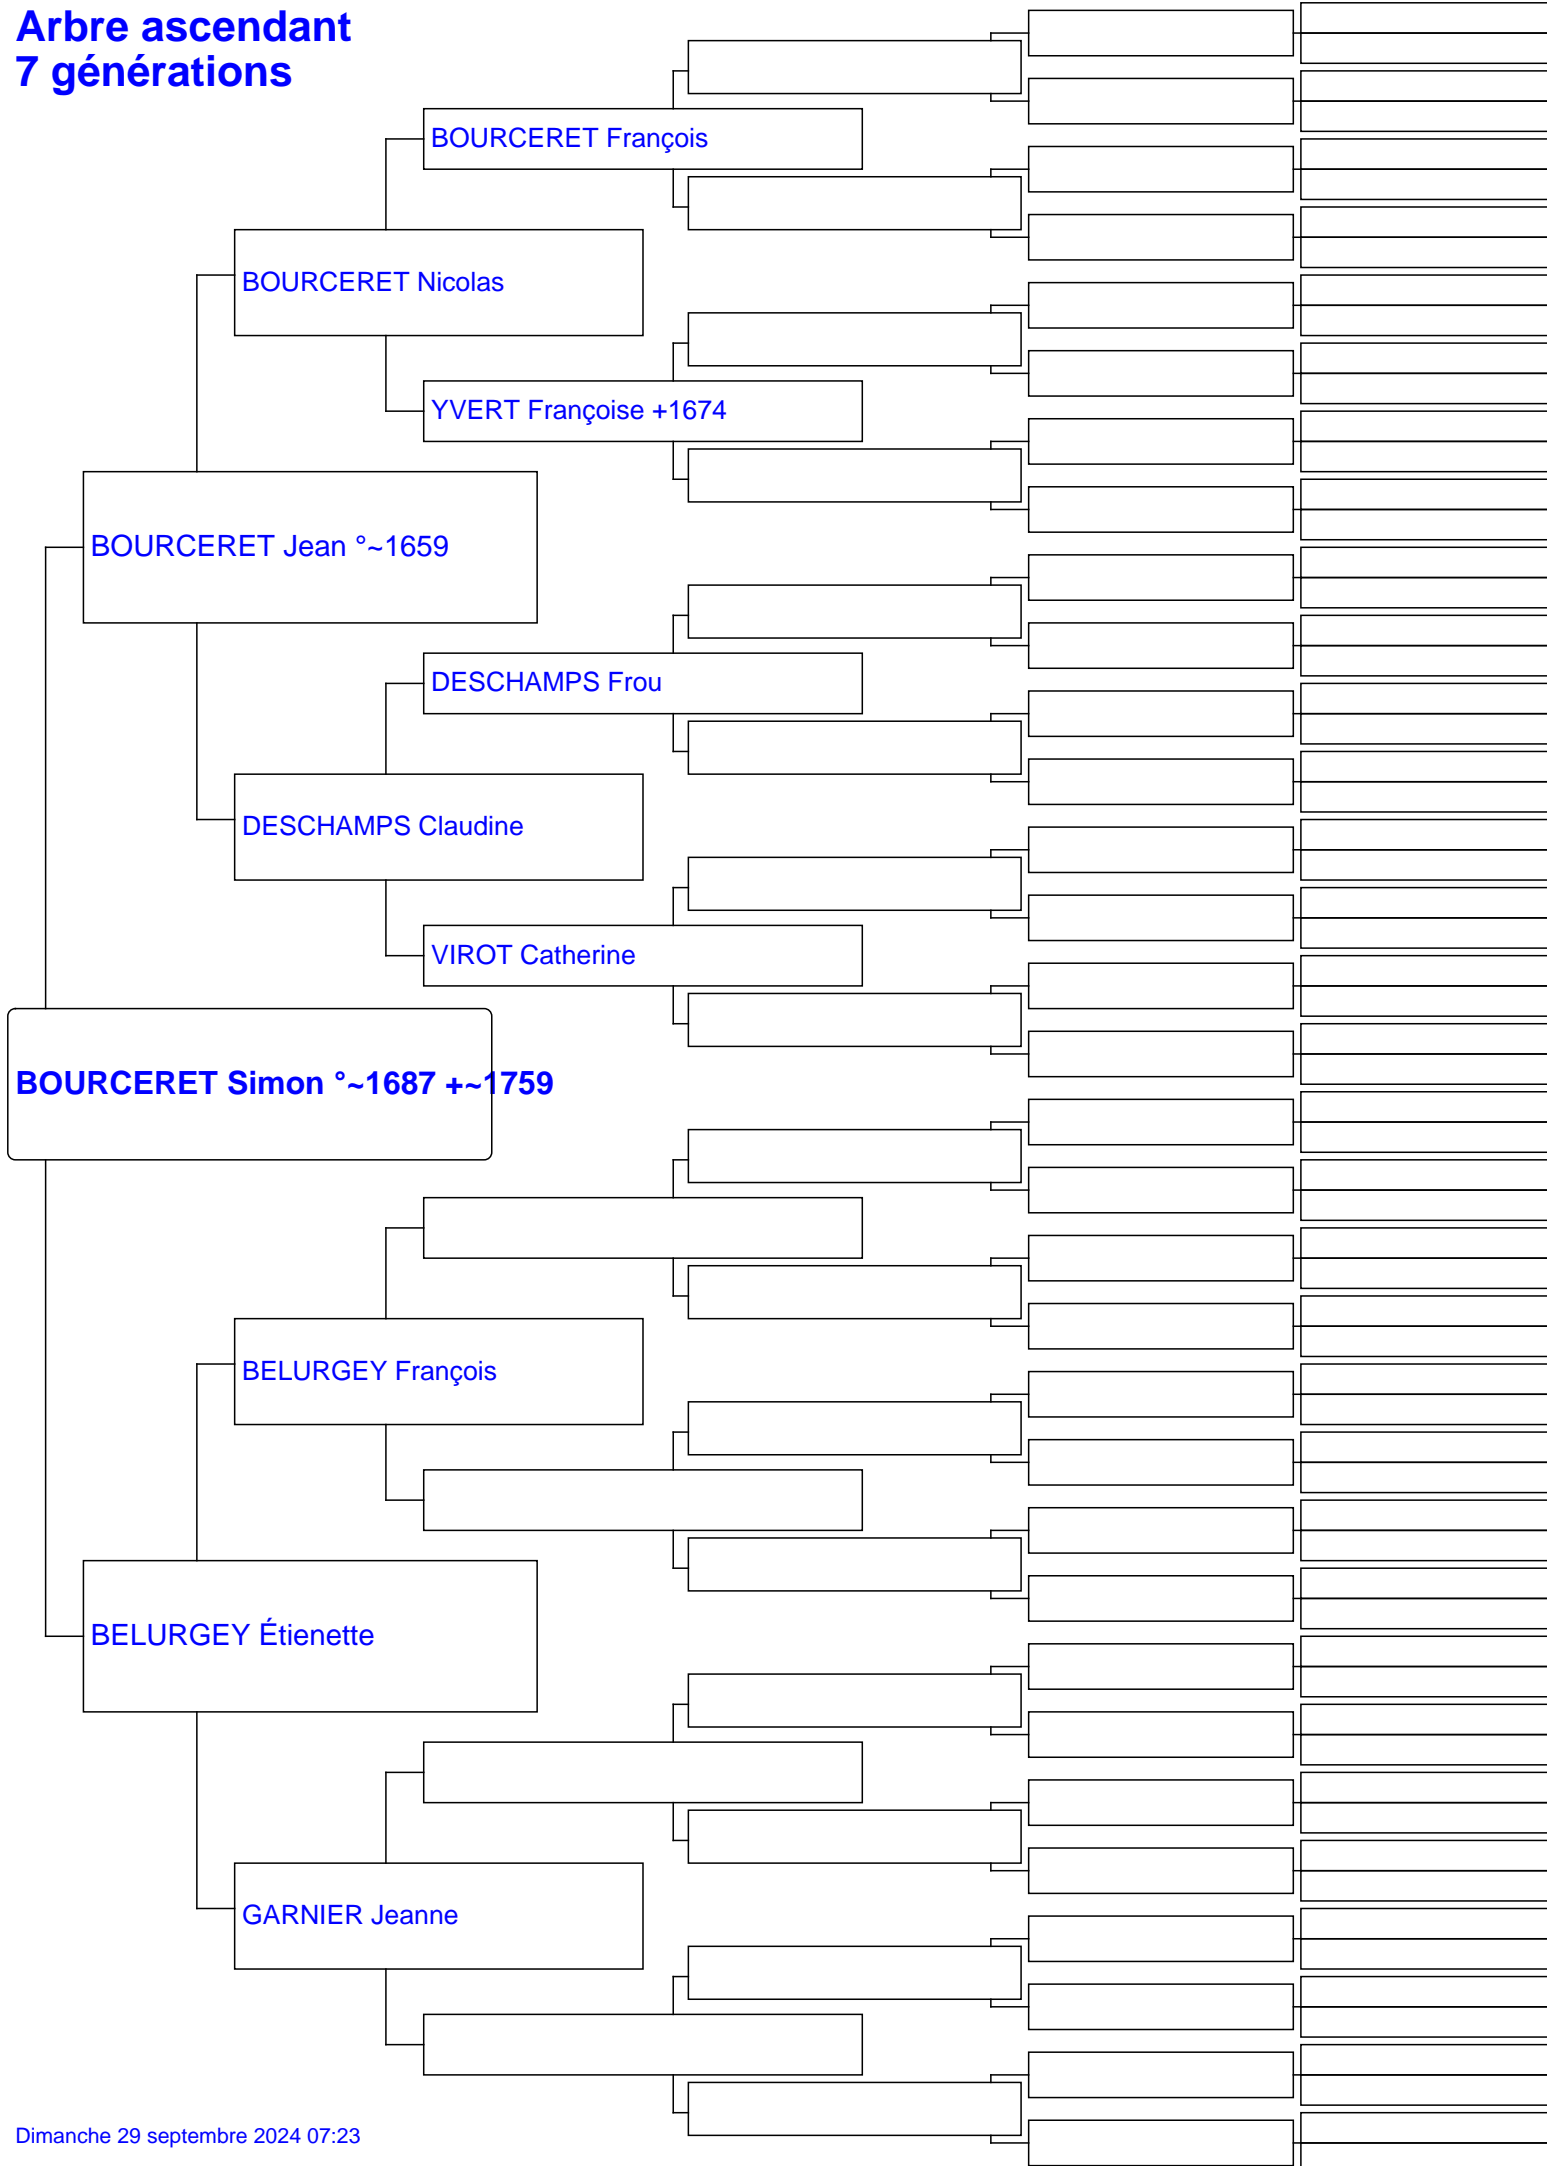 Arbre ascendant
7 générations
BOURCERET François
BOURCERET Nicolas
YVERT Françoise +1674
BOURCERET Jean °~1659
DESCHAMPS Frou
DESCHAMPS Claudine
VIROT Catherine
BOURCERET Simon °~1687 +~1759
BELURGEY François
BELURGEY Étienette
GARNIER Jeanne
Dimanche 29 septembre 2024 07:23